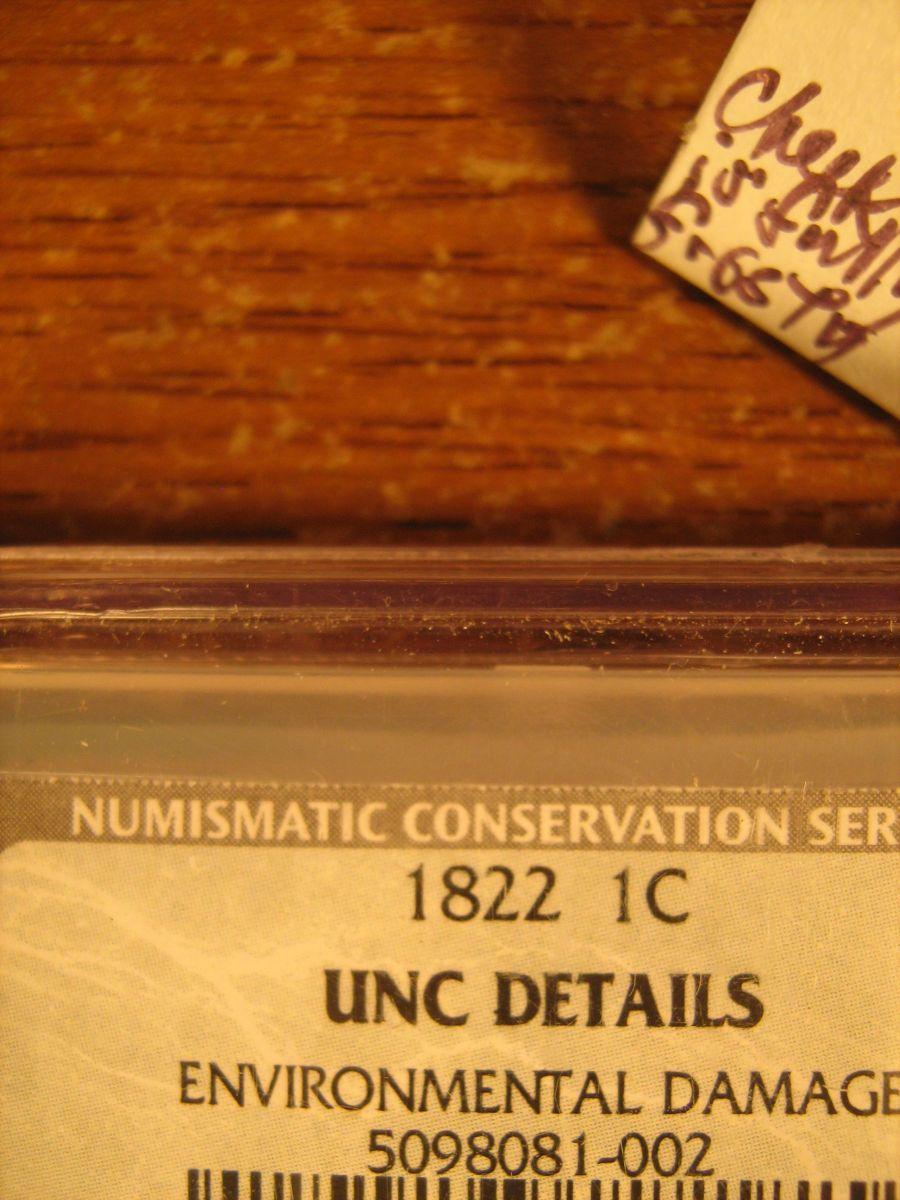 NUMISMATIC CONSERVATION SER
1822 1C
UNC DETAILS
ENVIRONMENTAL DAMAGE
5098081-002